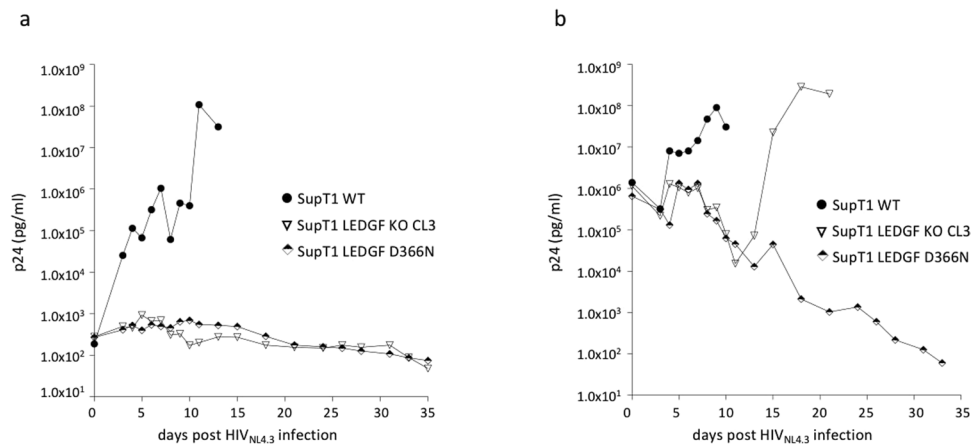 a
1.0x10⁹
1.0x10⁸
1.0x10⁷
1.0x10⁶
1.0x10⁵
1.0x10⁴
1.0x10³
1.0x10²
1.0x10¹
p24 (pg/ml)
SupT1 WT
SupT1 LEDGF KO CL3
SupT1 LEDGF D366N
0 5 10 15 20 25 30 35
days post HIV_NL4.3 infection
b
1.0x10⁹
1.0x10⁸
1.0x10⁷
1.0x10⁶
1.0x10⁵
1.0x10⁴
1.0x10³
1.0x10²
1.0x10¹
p24 (pg/ml)
SupT1 WT
SupT1 LEDGF KO CL3
SupT1 LEDGF D366N
0 5 10 15 20 25 30 35
days post HIV_NL4.3 infection